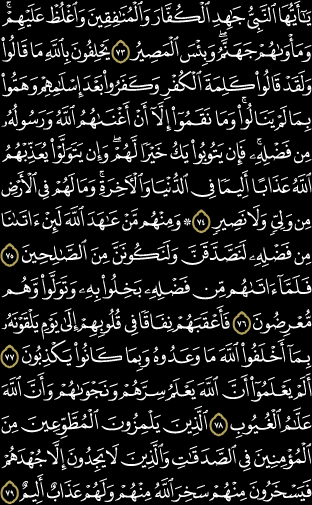 يَٰٓأَيُّهَا ٱلنَّبِيُّ جَٰهِدِ ٱلۡكُفَّارَ وَٱلۡمُنَٰفِقِينَ وَٱغۡلُظۡ عَلَيۡهِمۡۚ
وَمَأۡوَىٰهُمۡ جَهَنَّمُۖ وَبِئۡسَ ٱلۡمَصِيرُ ٧٣ يَحۡلِفُونَ بِٱللَّهِ مَا قَالُواْ
وَلَقَدۡ قَالُواْ كَلِمَةَ ٱلۡكُفۡرِ وَكَفَرُواْ بَعۡدَ إِسۡلَٰمِهِمۡ وَهَمُّواْ
بِمَا لَمۡ يَنَالُواْۚ وَمَا نَقَمُوٓاْ إِلَّآ أَنۡ أَغۡنَىٰهُمُ ٱللَّهُ وَرَسُولُهُۥ
مِن فَضۡلِهِۦۚ فَإِن يَتُوبُواْ يَكُ خَيۡرٗا لَّهُمۡۖ وَإِن يَتَوَلَّوۡاْ يُعَذِّبۡهُمُ
ٱللَّهُ عَذَابًا أَلِيمٗا فِي ٱلدُّنۡيَا وَٱلۡأٓخِرَةِۚ وَمَا لَهُمۡ فِي ٱلۡأَرۡضِ
مِن وَلِيّٖ وَلَا نَصِيرٖ ٧٤ ۞ وَمِنۡهُم مَّنۡ عَٰهَدَ ٱللَّهَ لَئِنۡ ءَاتَىٰنَا
مِن فَضۡلِهِۦ لَنَصَّدَّقَنَّ وَلَنَكُونَنَّ مِنَ ٱلصَّٰلِحِينَ ٧٥
فَلَمَّآ ءَاتَىٰهُم مِّن فَضۡلِهِۦ بَخِلُواْ بِهِۦ وَتَوَلَّواْ وَّهُم
مُّعۡرِضُونَ ٧٦ فَأَعۡقَبَهُمۡ نِفَاقٗا فِي قُلُوبِهِمۡ إِلَىٰ يَوۡمِ يَلۡقَوۡنَهُۥ
بِمَآ أَخۡلَفُواْ ٱللَّهَ مَا وَعَدُوهُ وَبِمَا كَانُواْ يَكۡذِبُونَ ٧٧
أَلَمۡ يَعۡلَمُوٓاْ أَنَّ ٱللَّهَ يَعۡلَمُ سِرَّهُمۡ وَنَجۡوَىٰهُمۡ وَأَنَّ ٱللَّهَ
عَلَّٰمُ ٱلۡغُيُوبِ ٧٨ ٱلَّذِينَ يَلۡمِزُونَ ٱلۡمُطَّوِّعِينَ مِنَ
ٱلۡمُؤۡمِنِينَ فِي ٱلصَّدَقَٰتِ وَٱلَّذِينَ لَا يَجِدُونَ إِلَّا جُهۡدَهُمۡ
فَيَسۡخَرُونَ مِنۡهُمۡ سَخِرَ ٱللَّهُ مِنۡهُمۡ وَلَهُمۡ عَذَابٌ أَلِيمٌ ٧٩